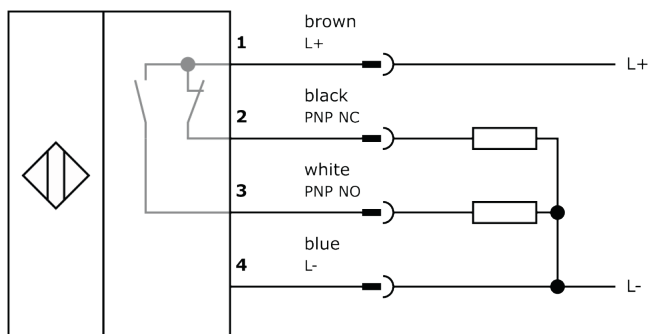 brown
1 L+
L+
black
2 PNP NC
white
3 PNP NO
blue
4 L-
L-